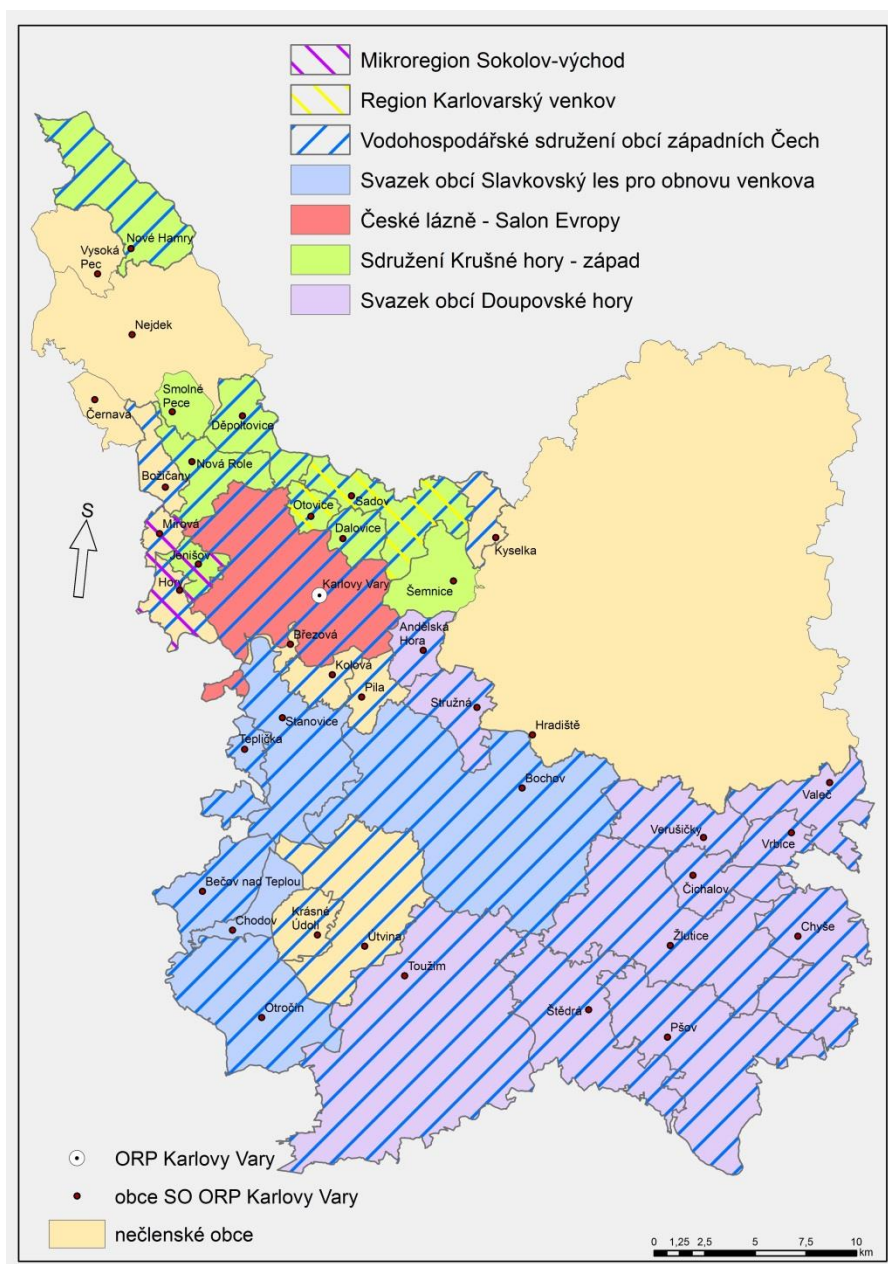 Mikroregion Sokolov-východ
Region Karlovarský venkov
Vodohospodářské sdružení obcí západních Čech
Svazek obcí Slavkovský les pro obnovu venkova
České lázně - Salon Evropy
Sdružení Krušné hory - západ
Svazek obcí Doupovské hory
Nové Hamry
Vysoká
Pec
Nejdek
Smolné
Pece
Černava
Děpoltovice
Nová Role
Božičany
S
Sadov
Otovice
Mírová
Dalovice
Kyselka
Jenišov
Hory
Šemnice
Karlovy Vary
Andělská
Hora
Březová
Kolová
Pila
Stružná
Stanovice
Hradiště
Teplička
Bochov
Valeč
Verušičky
Vrbice
Čichalov
Bečov nad Teplou
Chodov
Krásné
Údolí
Útvina
Žlutice
Chyše
Toužim
Štědrá
Otročín
Pšov
ORP Karlovy Vary
obce SO ORP Karlovy Vary
nečlenské obce
0 1,25 2,5 5 7,5 10
km